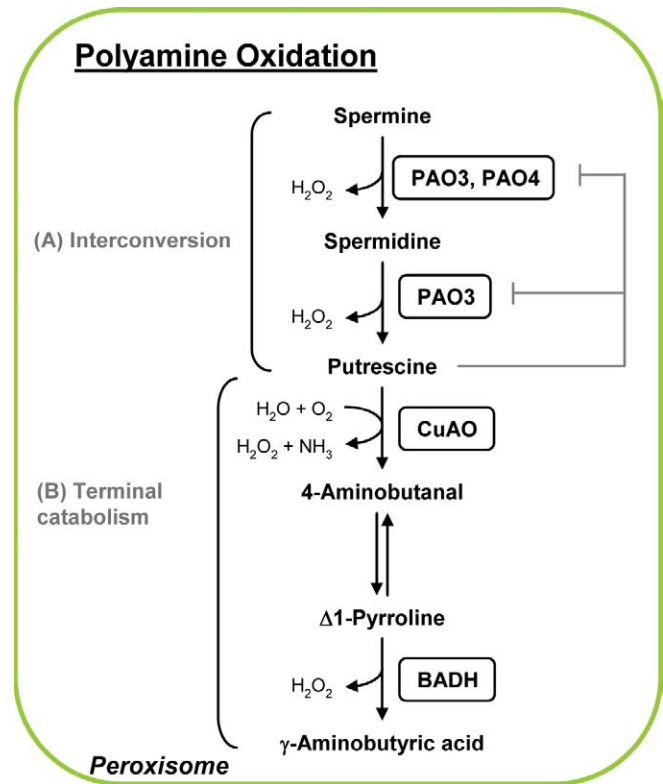 Polyamine Oxidation
Spermine
H₂O₂
PAO3, PAO4
(A) Interconversion
Spermidine
H₂O₂
PAO3
Putrescine
H₂O + O₂
H₂O₂ + NH₃
CuAO
(B) Terminal
catabolism
4-Aminobutanal
Δ1-Pyrroline
H₂O₂
BADH
γ-Aminobutyric acid
Peroxisome